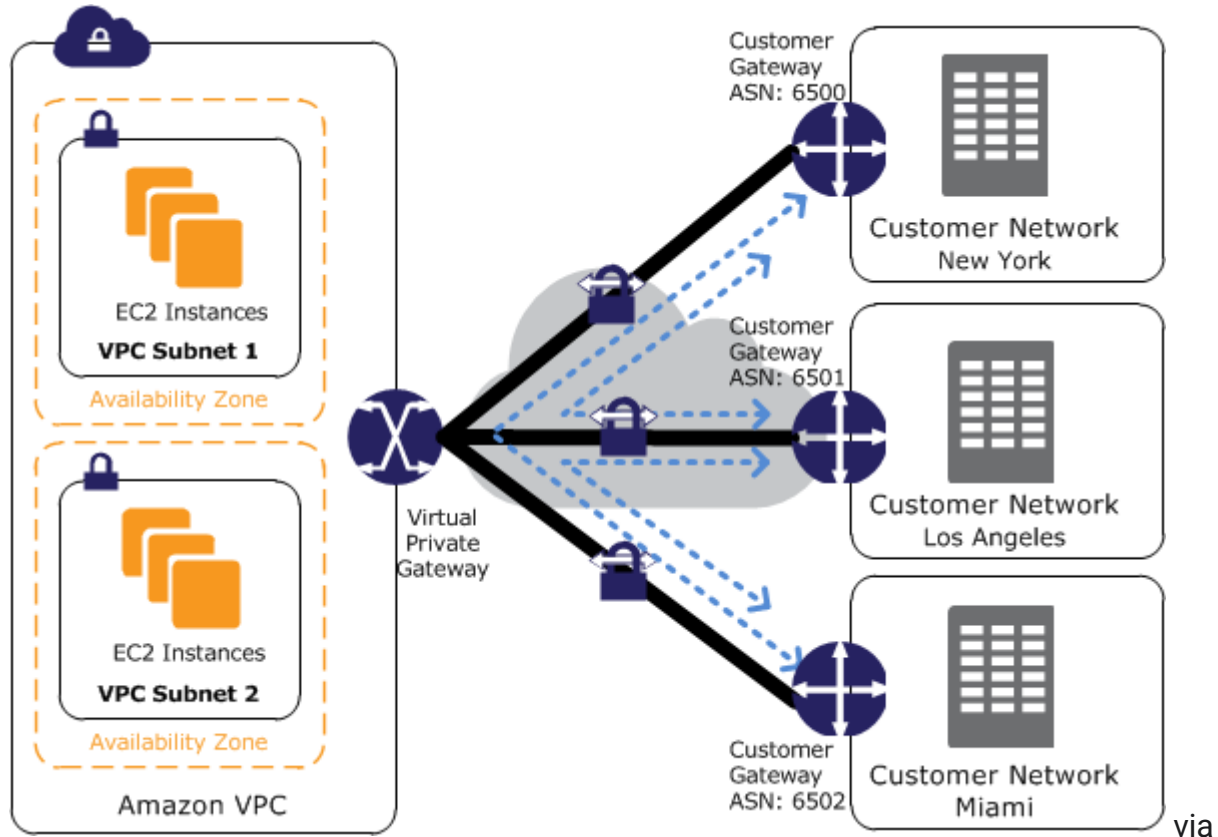 EC2 Instances
VPC Subnet 1
Availability Zone
EC2 Instances
VPC Subnet 2
Availability Zone
Amazon VPC
Virtual
Private
Gateway
Customer
Gateway
ASN: 6500
Customer Network
New York
Customer
Gateway
ASN: 6501
Customer Network
Los Angeles
Customer
Gateway
ASN: 6502
Customer Network
Miami
via